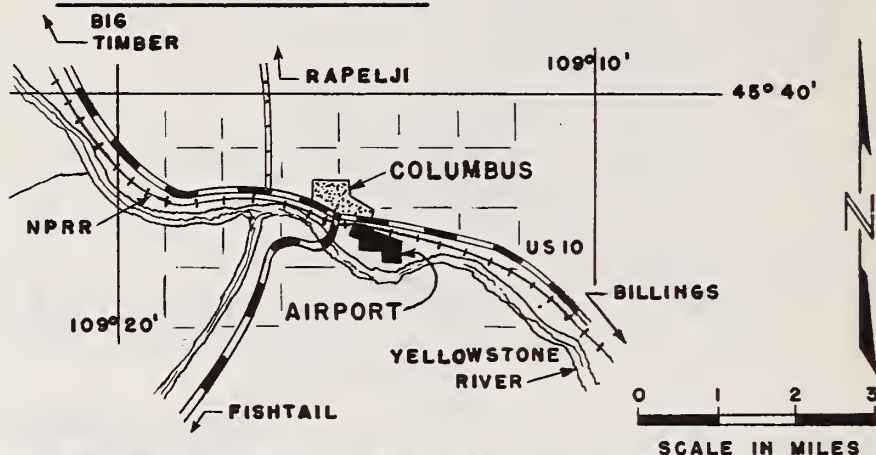 BIG
TIMBER
RAPELJI
109° 10'
45° 40'
COLUMBUS
NPRR
US 10
N
AIRPORT
BILLINGS
109° 20'
YELLOWSTONE
RIVER
FISHTAIL
0 1 2 3
SCALE IN MILES